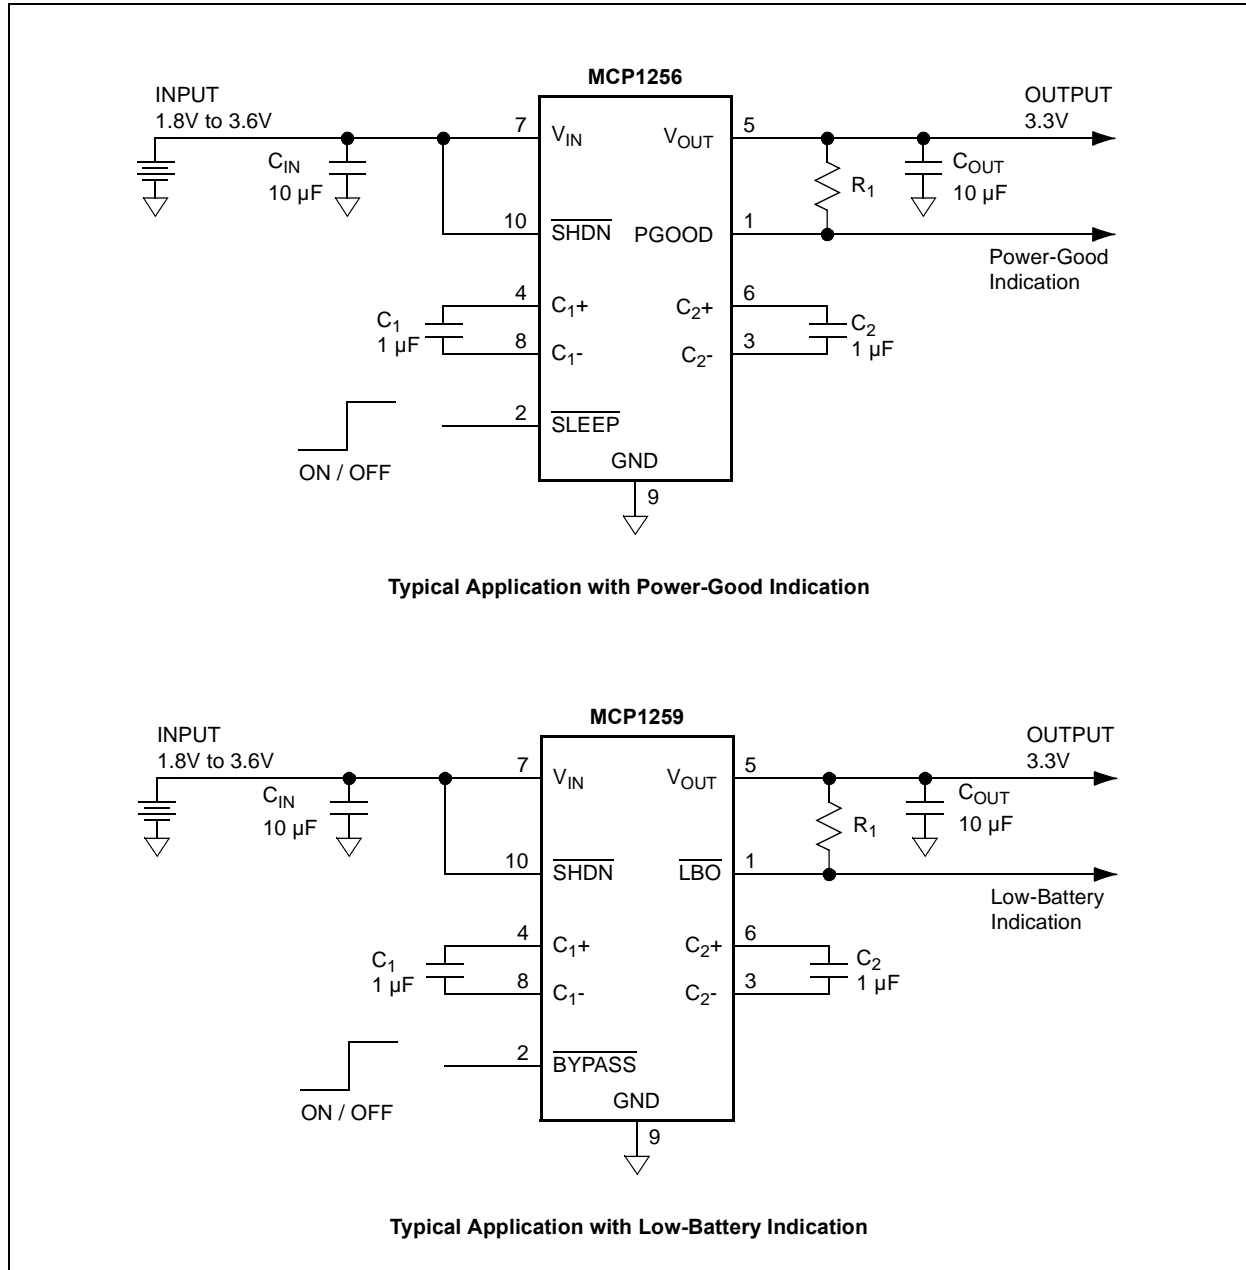 MCP1256
INPUT
1.8V to 3.6V
OUTPUT
3.3V
7
V_IN
V_OUT
5
C_IN
10 µF
R_1
C_OUT
10 µF
10
S̅H̅D̅N̅
PGOOD
1
Power-Good
Indication
4
C_1+
C_2+
6
C_1
1 µF
C_2
1 µF
8
C_1-
C_2-
3
2
S̅L̅E̅E̅P̅
ON / OFF
GND
9
Typical Application with Power-Good Indication
MCP1259
INPUT
1.8V to 3.6V
OUTPUT
3.3V
7
V_IN
V_OUT
5
C_IN
10 µF
R_1
C_OUT
10 µF
10
S̅H̅D̅N̅
L̅B̅O̅
1
Low-Battery
Indication
4
C_1+
C_2+
6
C_1
1 µF
C_2
1 µF
8
C_1-
C_2-
3
2
B̅Y̅P̅A̅S̅S̅
ON / OFF
GND
9
Typical Application with Low-Battery Indication